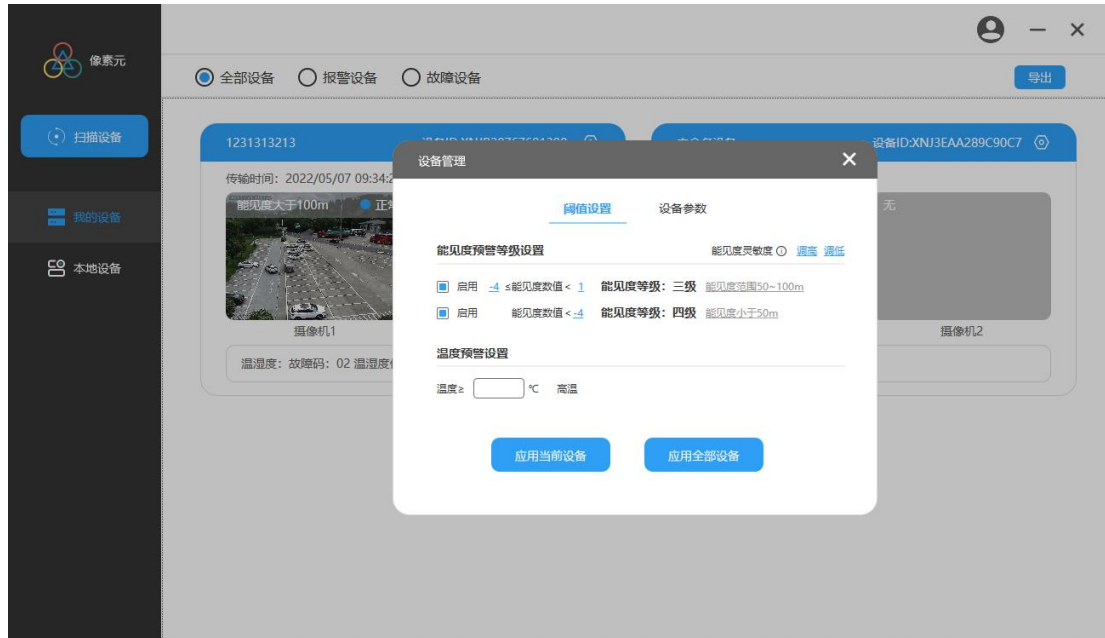 像素元
全部设备 报警设备 故障设备 导出
扫描设备
我的设备
本地设备
1231313213
设备ID:XNJ3EAA289C90C7
传输时间：2022/05/07 09:34:2
能见度大于100m 正常
无
摄像机1
摄像机2
温湿度：故障码：02 温湿度
设备管理
阈值设置 设备参数
能见度预警等级设置 能见度灵敏度 调高 调低
启用 -4 ≤能见度数值< 1 能见度等级：三级 能见度范围50~100m
启用 能见度数值<-4 能见度等级：四级 能见度小于50m
温度预警设置
温度≥ ℃ 高温
应用当前设备 应用全部设备